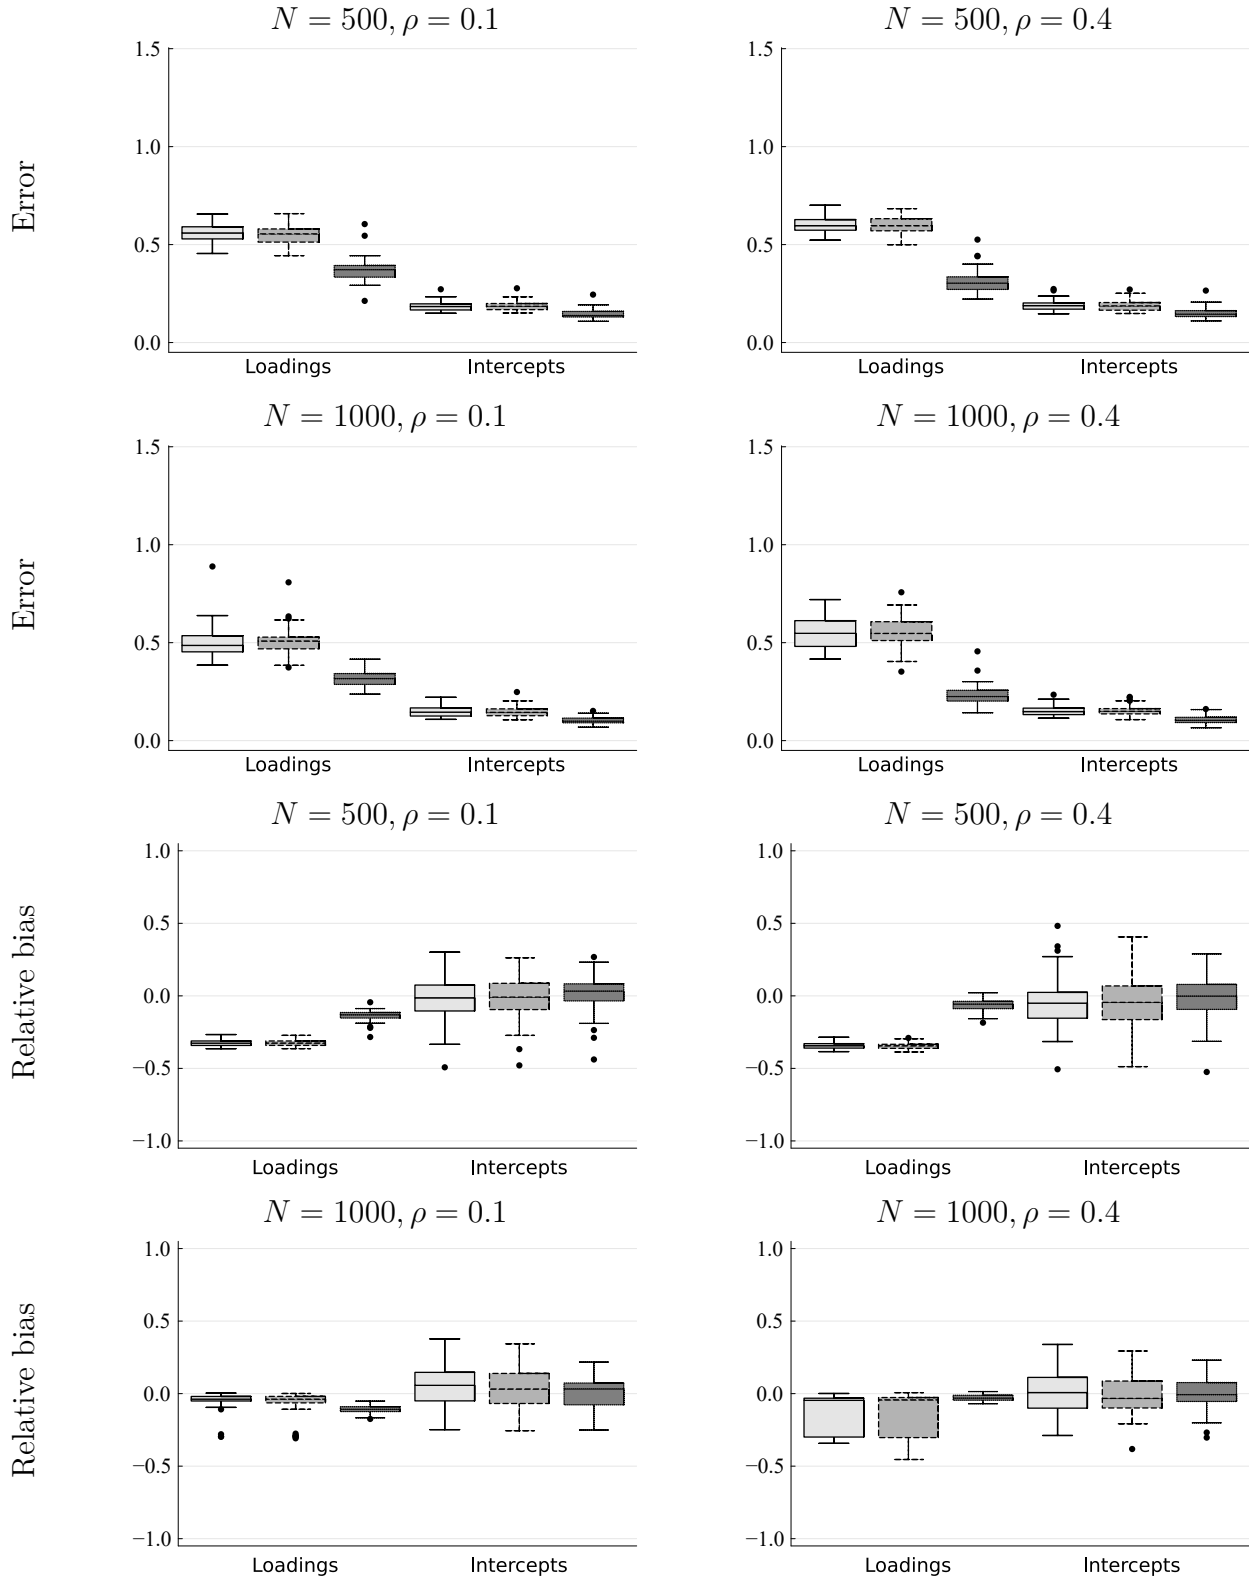 N = 500, ρ = 0.1
N = 500, ρ = 0.4
Error
1.5
1.0
0.5
0.0
Loadings
Intercepts
1.5
1.0
0.5
0.0
Loadings
Intercepts
N = 1000, ρ = 0.1
N = 1000, ρ = 0.4
Error
1.5
1.0
0.5
0.0
Loadings
Intercepts
1.5
1.0
0.5
0.0
Loadings
Intercepts
N = 500, ρ = 0.1
N = 500, ρ = 0.4
Relative bias
1.0
0.5
0.0
−0.5
−1.0
Loadings
Intercepts
1.0
0.5
0.0
−0.5
−1.0
Loadings
Intercepts
N = 1000, ρ = 0.1
N = 1000, ρ = 0.4
Relative bias
1.0
0.5
0.0
−0.5
−1.0
Loadings
Intercepts
1.0
0.5
0.0
−0.5
−1.0
Loadings
Intercepts